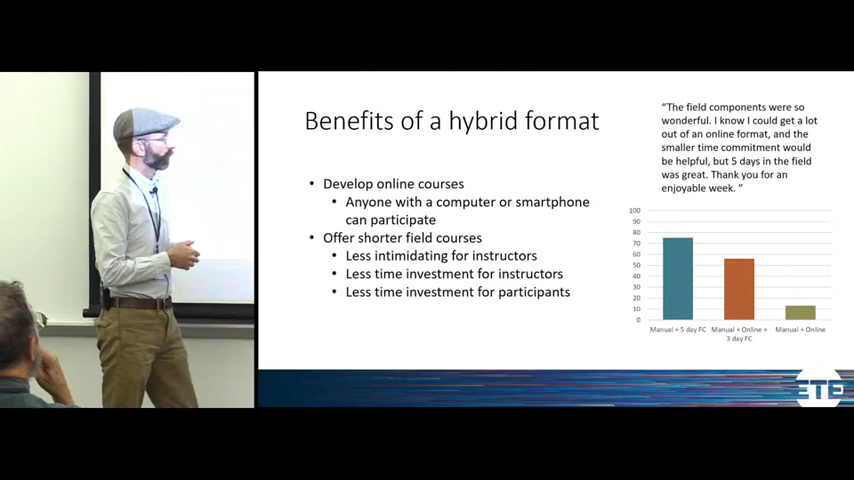 Benefits of a hybrid format
• Develop online courses
• Anyone with a computer or smartphone
can participate
• Offer shorter field courses
• Less intimidating for instructors
• Less time investment for instructors
• Less time investment for participants
"The field components were so
wonderful. I know I could get a lot
out of an online format, and the
smaller time commitment would
be helpful, but 5 days in the field
was great. Thank you for an
enjoyable week. "
100
90
80
70
60
50
40
30
20
10
0
Manual + 5 day FC
Manual + Online +
3 day FC
Manual + Online
ETE